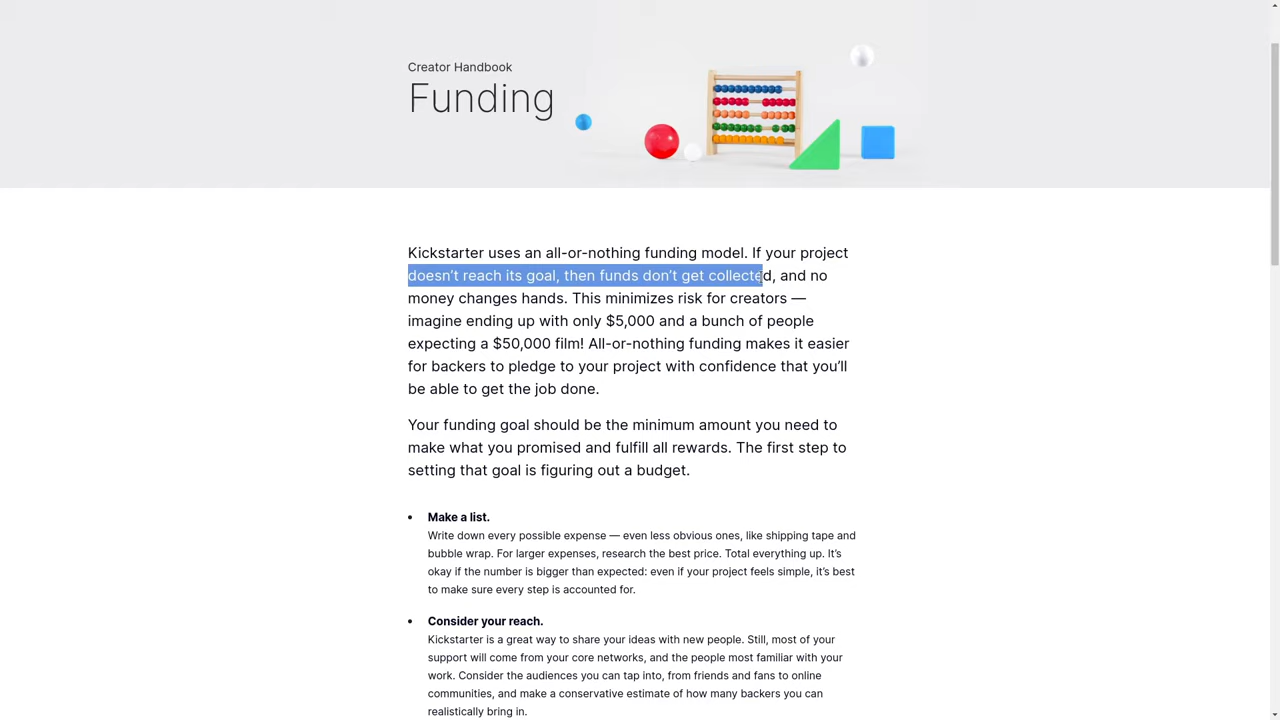 Creator Handbook
Funding
Kickstarter uses an all-or-nothing funding model. If your project
doesn’t reach its goal, then funds don’t get collected, and no
money changes hands. This minimizes risk for creators —
imagine ending up with only $5,000 and a bunch of people
expecting a $50,000 film! All-or-nothing funding makes it easier
for backers to pledge to your project with confidence that you’ll
be able to get the job done.
Your funding goal should be the minimum amount you need to
make what you promised and fulfill all rewards. The first step to
setting that goal is figuring out a budget.
• Make a list.
Write down every possible expense — even less obvious ones, like shipping tape and
bubble wrap. For larger expenses, research the best price. Total everything up. It’s
okay if the number is bigger than expected: even if your project feels simple, it’s best
to make sure every step is accounted for.
• Consider your reach.
Kickstarter is a great way to share your ideas with new people. Still, most of your
support will come from your core networks, and the people most familiar with your
work. Consider the audiences you can tap into, from friends and fans to online
communities, and make a conservative estimate of how many backers you can
realistically bring in.